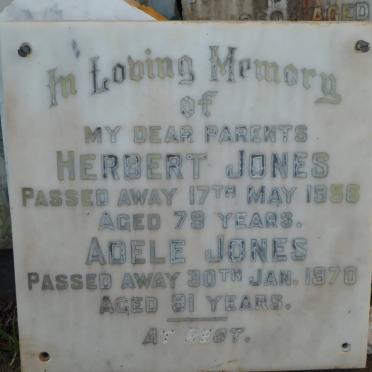 AGED
In Loving Memory
of
MY DEAR PARENTS
HERBERT JONES
PASSED AWAY 17TH MAY
AGED 79 YEARS.
ADELE JONES
PASSED AWAY 30TH JAN. 1970
AGED 81 YEARS.
AT REST.